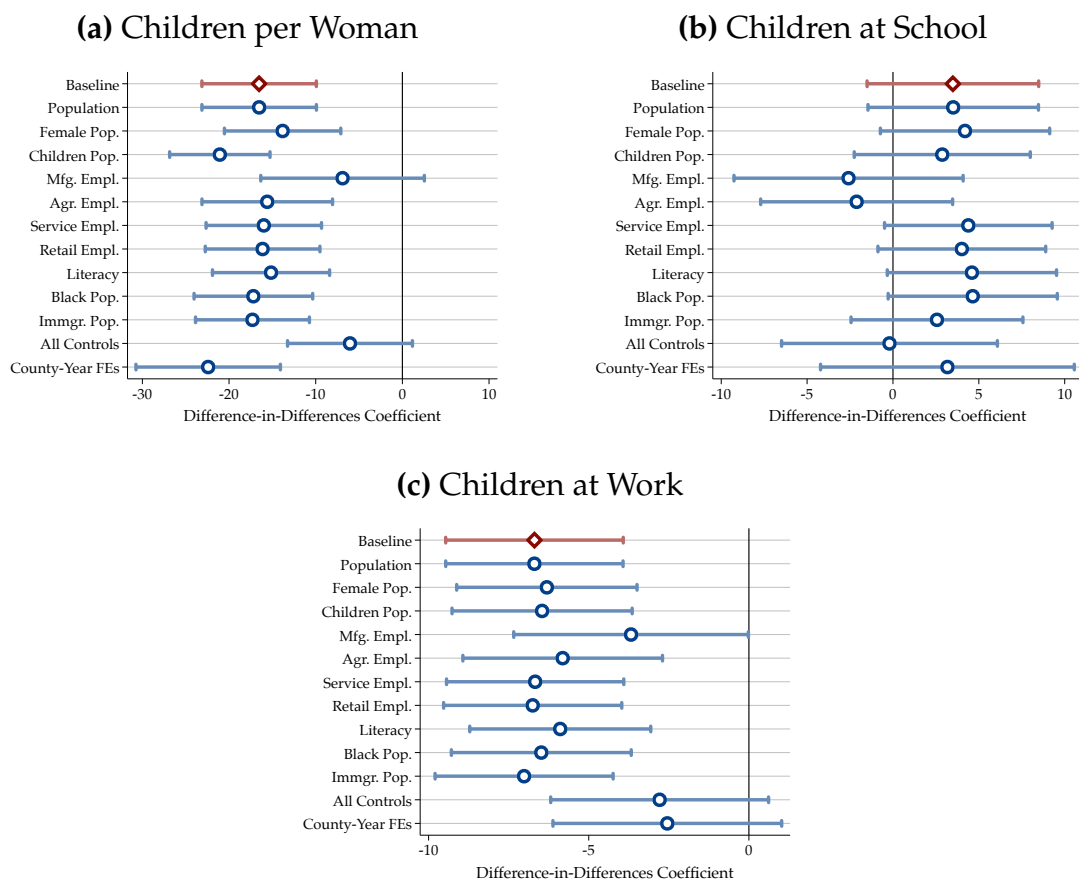 (a) Children per Woman
Baseline
Population
Female Pop.
Children Pop.
Mfg. Empl.
Agr. Empl.
Service Empl.
Retail Empl.
Literacy
Black Pop.
Immgr. Pop.
All Controls
County-Year FEs
-30 -20 -10 0 10
Difference-in-Differences Coefficient
(b) Children at School
Baseline
Population
Female Pop.
Children Pop.
Mfg. Empl.
Agr. Empl.
Service Empl.
Retail Empl.
Literacy
Black Pop.
Immgr. Pop.
All Controls
County-Year FEs
-10 -5 0 5 10
Difference-in-Differences Coefficient
(c) Children at Work
Baseline
Population
Female Pop.
Children Pop.
Mfg. Empl.
Agr. Empl.
Service Empl.
Retail Empl.
Literacy
Black Pop.
Immgr. Pop.
All Controls
County-Year FEs
-10 -5 0
Difference-in-Differences Coefficient